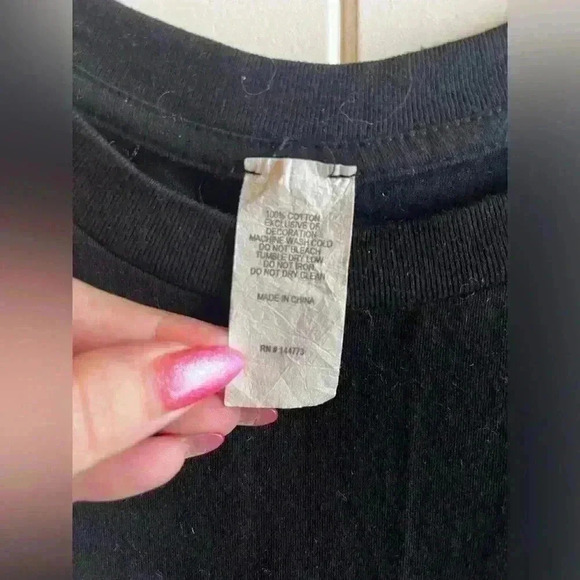 100% COTTON
EXCLUSIVE OF
DECORATION
MACHINE WASH COLD
DO NOT BLEACH
TUMBLE DRY LOW
DO NOT IRON
DO NOT DRY CLEAN
MADE IN CHINA
RN # 144773